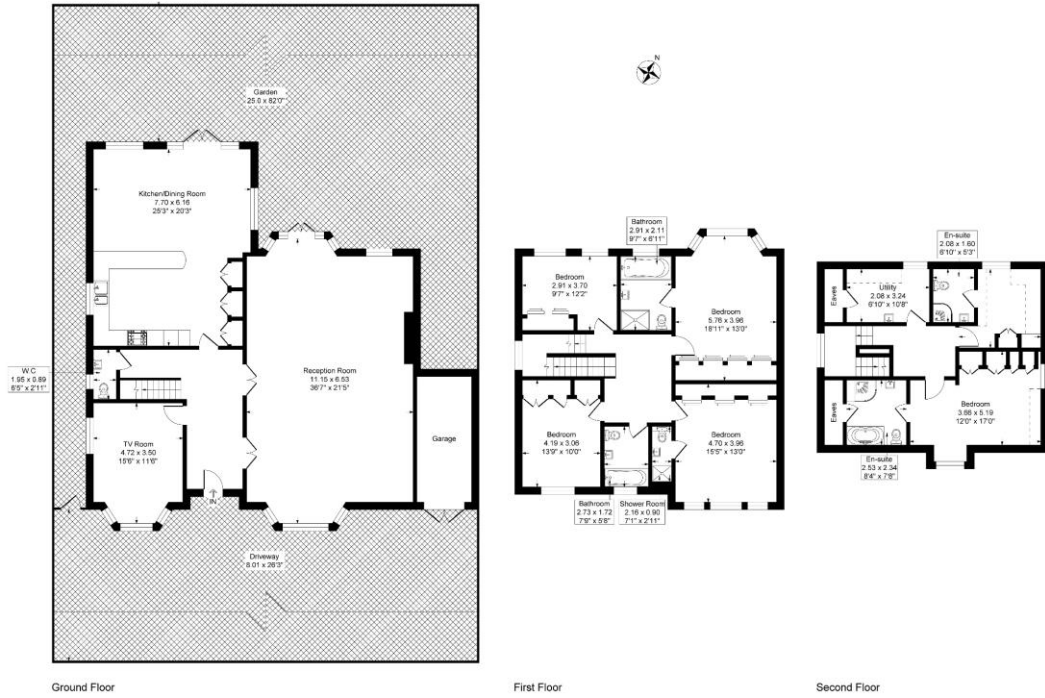 N
Garden
25.0 x 82'0"
Kitchen/Dining Room
7.70 x 6.16
25'3" x 20'3"
W.C
1.95 x 0.89
6'5" x 2'11"
Reception Room
11.15 x 6.53
36'7" x 21'5"
TV Room
4.72 x 3.50
15'6" x 11'6"
Garage
IN
Driveway
8.01 x 26'3"
Ground Floor
Bathroom
2.91 x 2.11
9'7" x 6'11"
Bedroom
2.91 x 3.70
9'7" x 12'2"
Bedroom
5.76 x 3.96
18'11" x 13'0"
Bedroom
4.19 x 3.06
13'9" x 10'0"
Bedroom
4.70 x 3.96
15'5" x 13'0"
Bathroom
2.73 x 1.72
7'9" x 5'8"
Shower Room
2.16 x 0.90
7'1" x 2'11"
First Floor
En-suite
2.08 x 1.60
6'10" x 5'3"
Eaves
Utility
2.08 x 3.24
6'10" x 10'8"
Eaves
Bedroom
3.66 x 5.19
12'0" x 17'0"
En-suite
2.53 x 2.34
8'4" x 7'8"
Second Floor